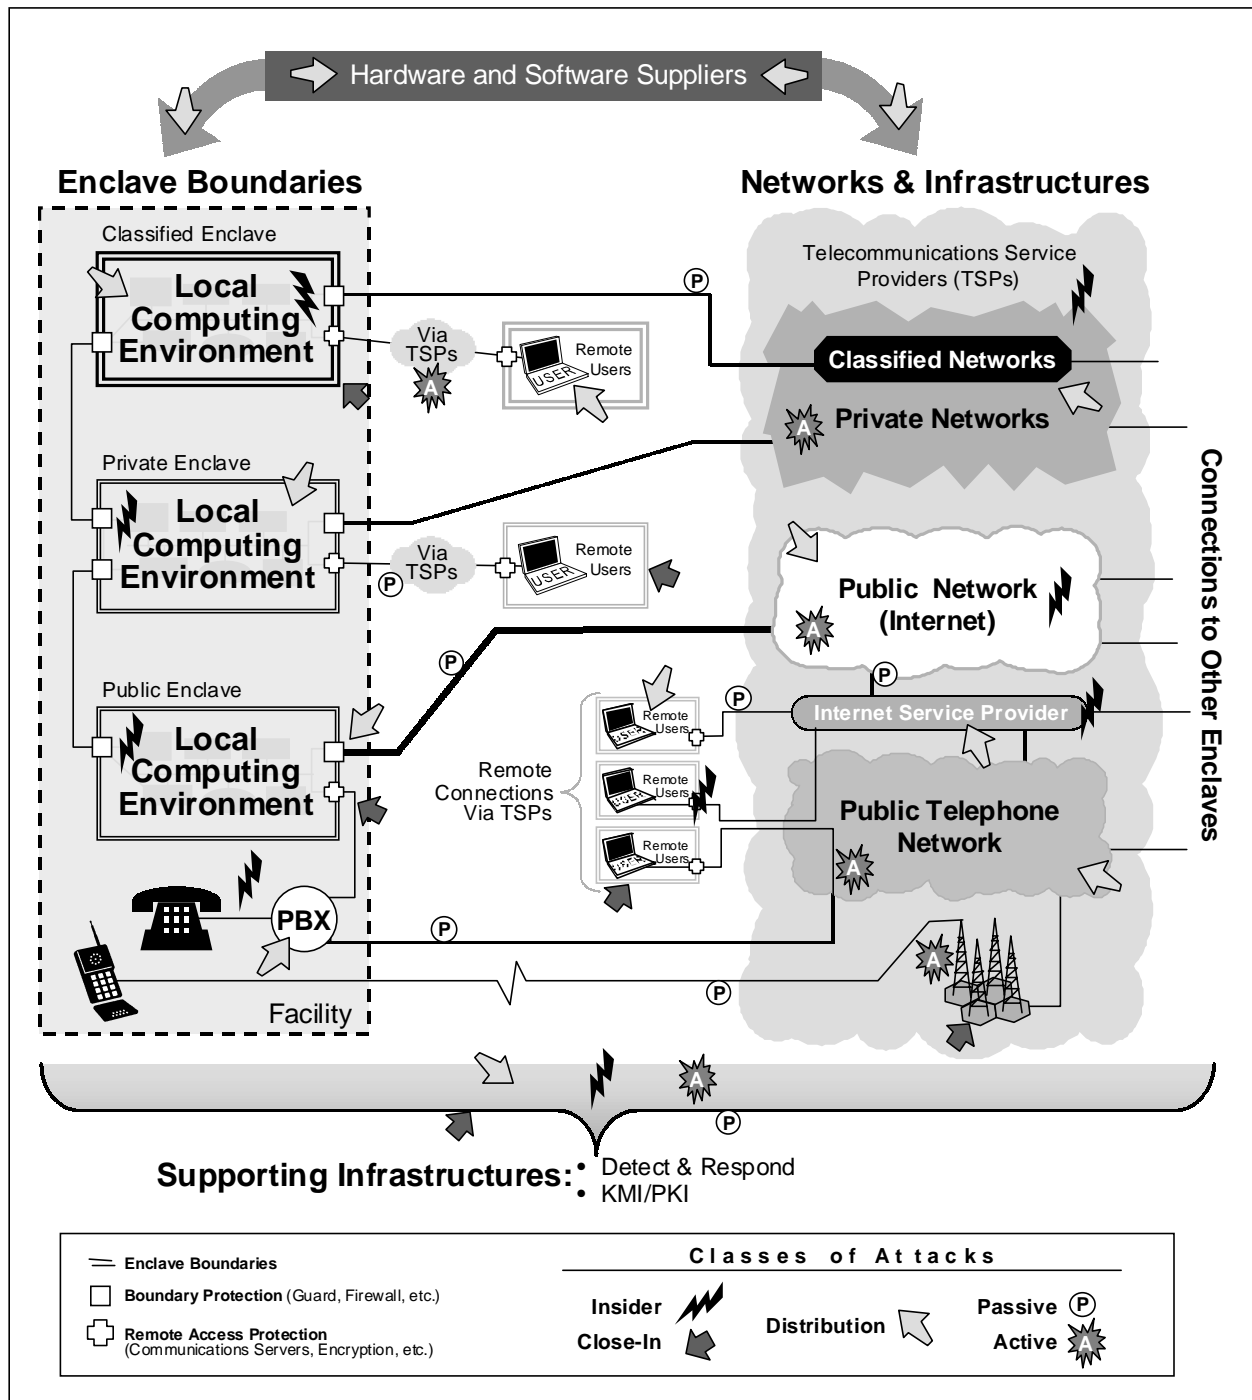 Hardware and Software Suppliers
Enclave Boundaries
Networks & Infrastructures
Classified Enclave
Local
Computing
Environment
P
Via
TSPs
A
USER
Remote
Users
Telecommunications Service
Providers (TSPs)
Classified Networks
A
Private Networks
Private Enclave
Local
Computing
Environment
Via
TSPs
P
USER
Remote
Users
Public Network
(Internet)
A
P
P
Connections to Other Enclaves
Public Enclave
Local
Computing
Environment
Remote
Connections
Via TSPs
USER
Remote
Users
P
USER
Remote
Users
USER
Remote
Users
Internet Service Provider
Public Telephone
Network
A
PBX
P
A
P
Facility
A
P
Supporting Infrastructures:
• Detect & Respond
• KMI/PKI
Enclave Boundaries
Boundary Protection (Guard, Firewall, etc.)
Remote Access Protection
(Communications Servers, Encryption, etc.)
Classes of Attacks
Insider
Close-In
Distribution
Passive P
Active A